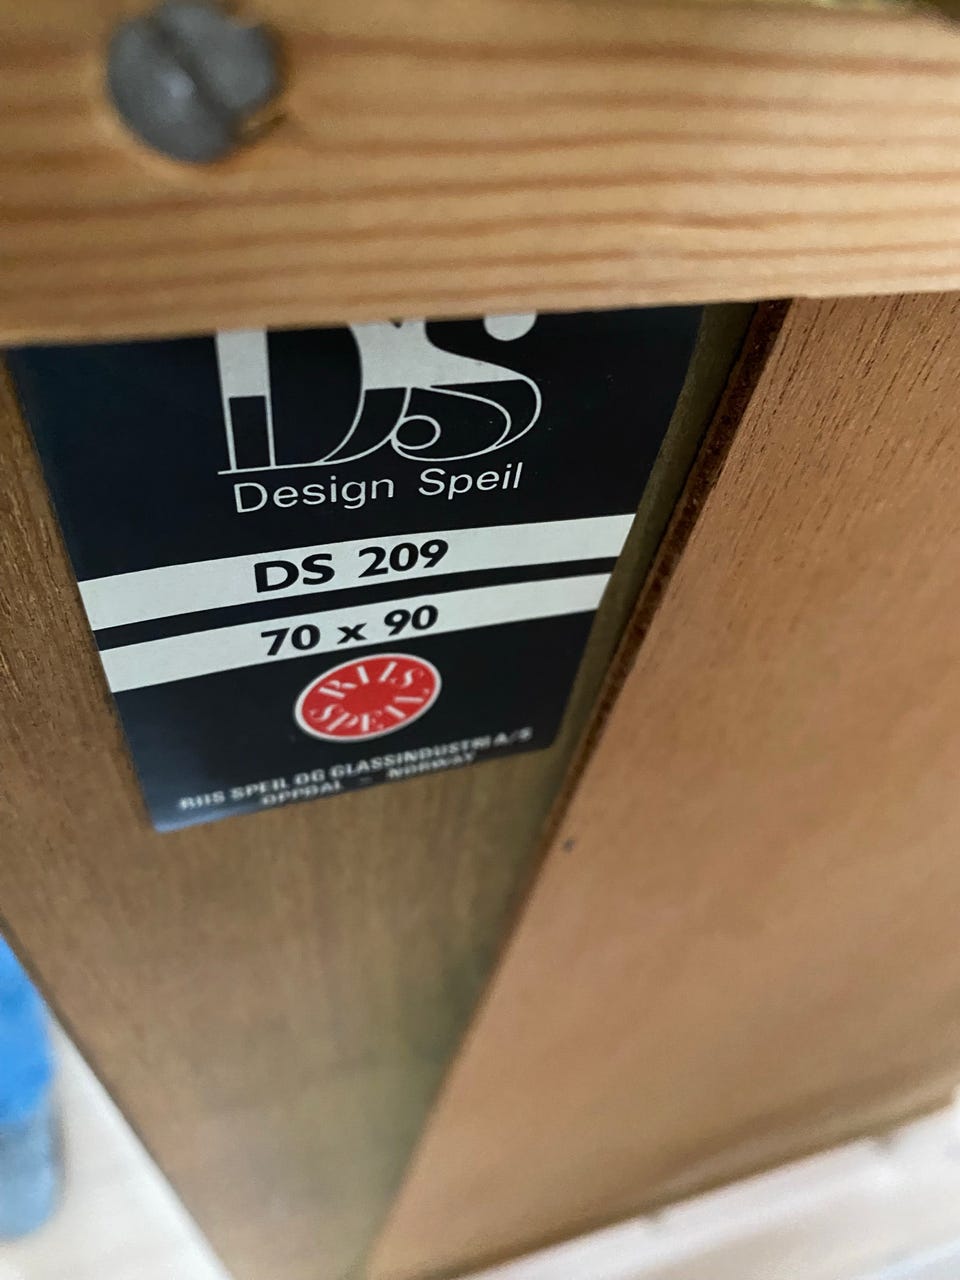 DS
Design Speil
DS 209
70 x 90
RIIS
SPEIL
RIIS SPEIL OG GLASSINDUSTRI A/S
OPPDAL - NORWAY